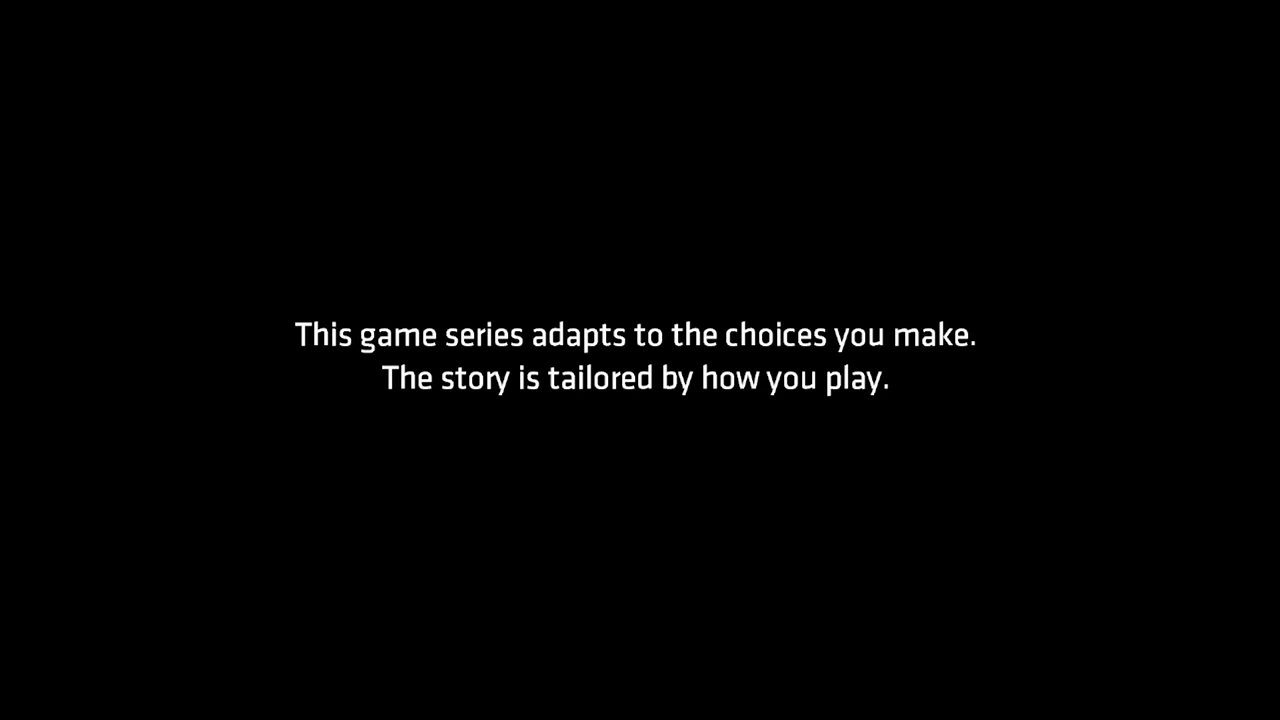 This game series adapts to the choices you make.
The story is tailored by how you play.